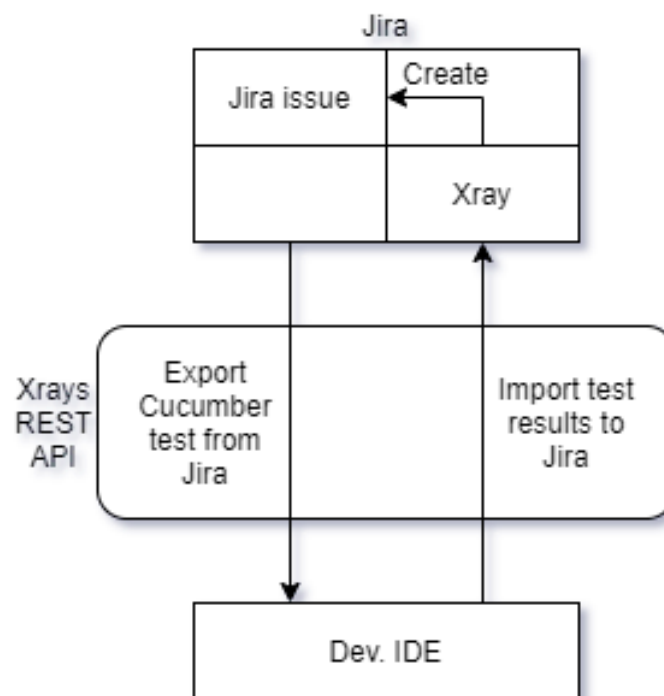 Jira
Create
Jira issue
Xray
Xrays
REST
API
Export
Cucumber
test from
Jira
Import test
results to
Jira
Dev. IDE